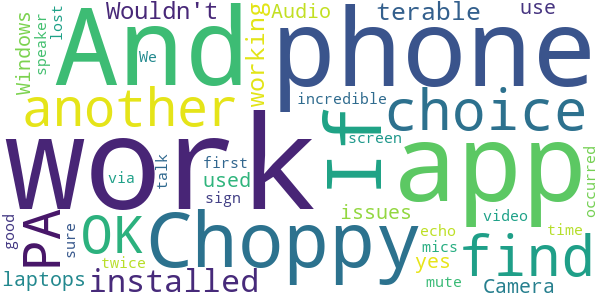 Wouldn't
Audio
terable
use
Windows
speaker
lost
And
We
working
phone
another
incredible
choice
work
If
screen
app
occurred
via
talk
first
used
sign
good
PA
sure
OK
Choppy
issues
video
find
echo
time
mics
yes
twice
laptops
installed
mute
Camera